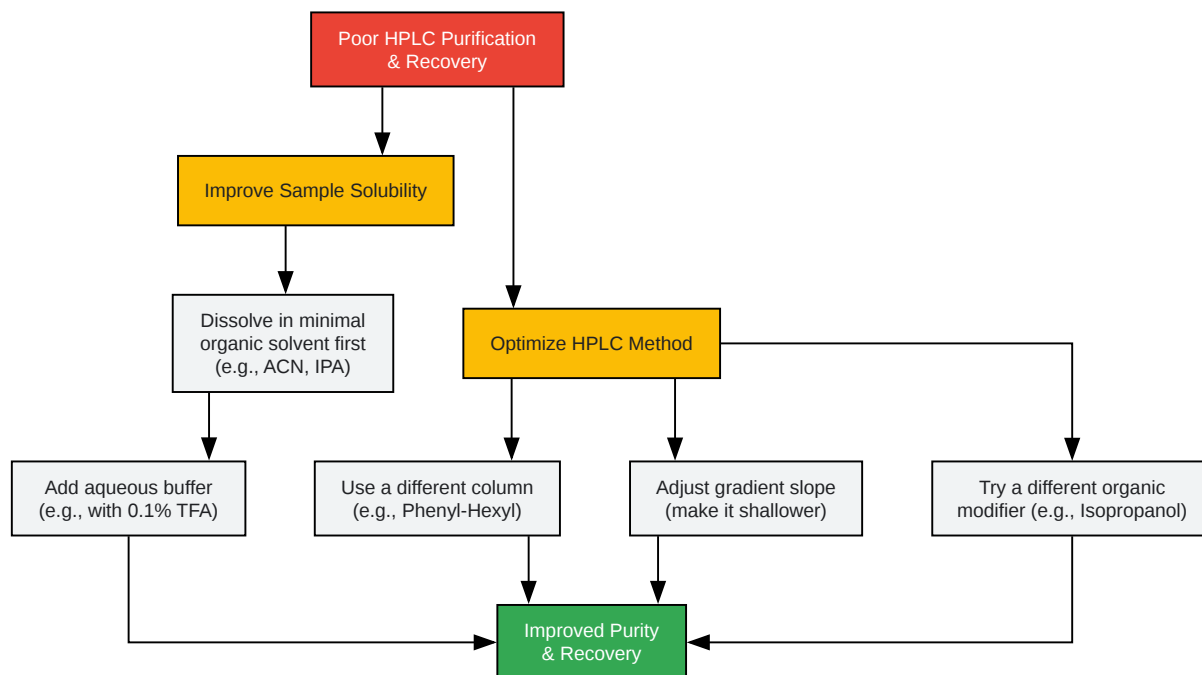 Poor HPLC Purification
& Recovery
Improve Sample Solubility
Dissolve in minimal
organic solvent first
(e.g., ACN, IPA)
Optimize HPLC Method
Add aqueous buffer
(e.g., with 0.1% TFA)
Use a different column
(e.g., Phenyl-Hexyl)
Adjust gradient slope
(make it shallower)
Try a different organic
modifier (e.g., Isopropanol)
Improved Purity
& Recovery